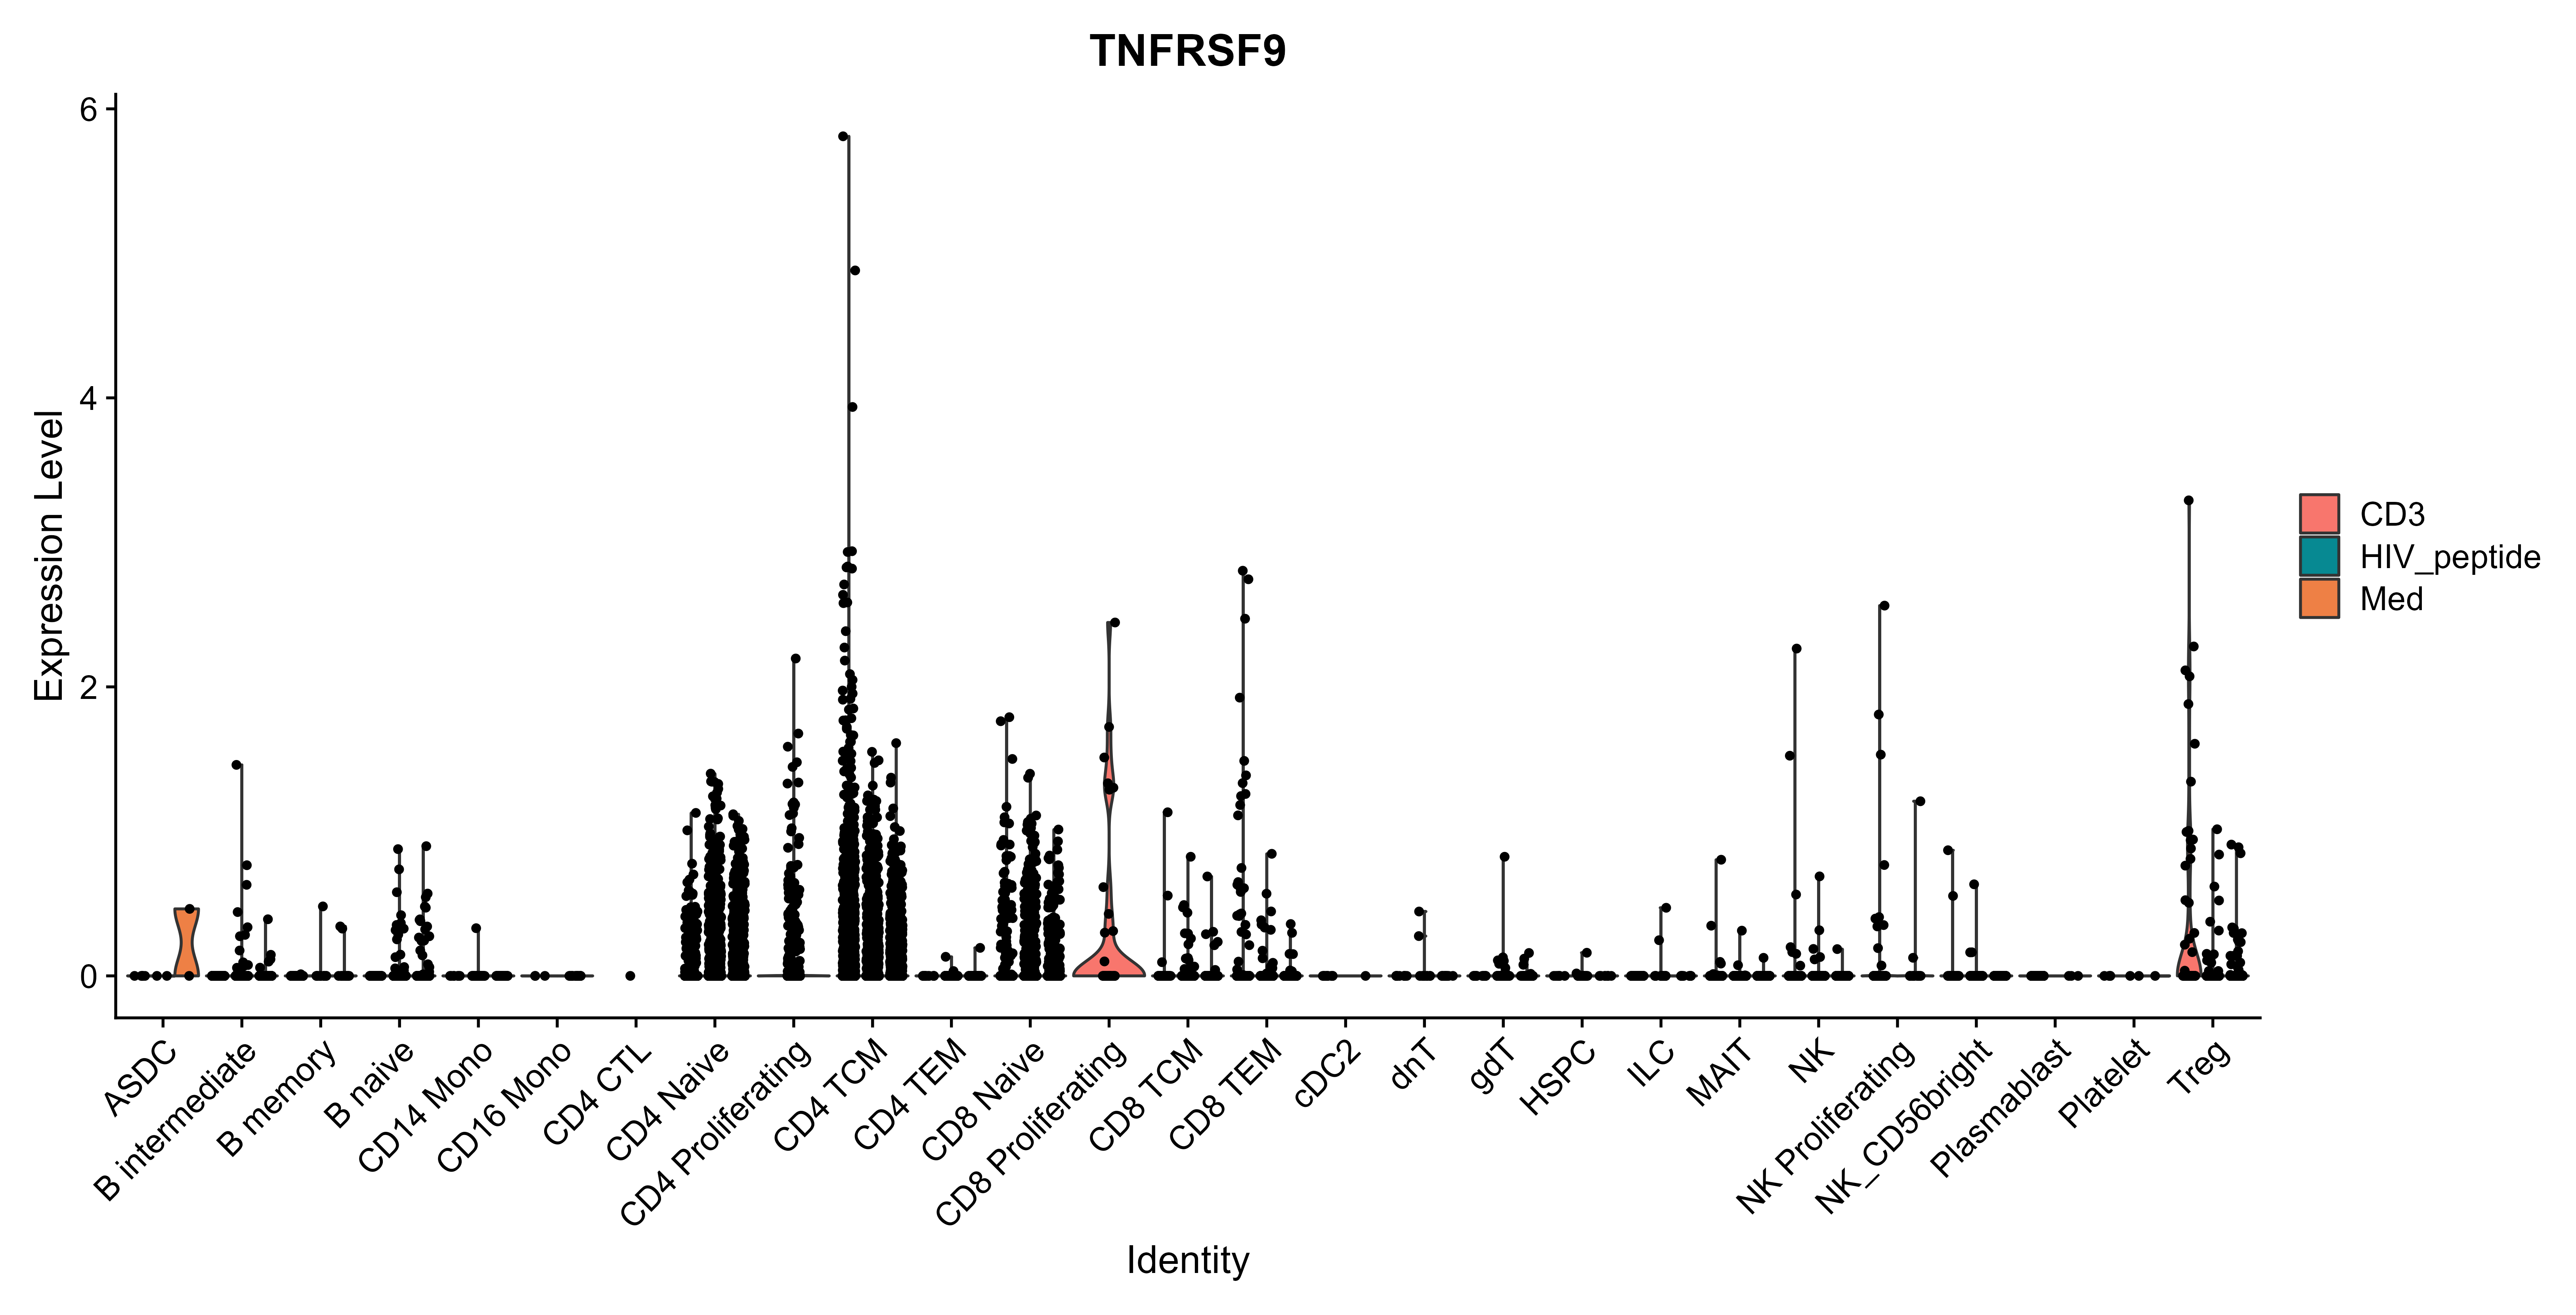 TNFRSF9
Expression Level
6
4
2
0
ASDC
B intermediate
B memory
B naive
CD14 Mono
CD16 Mono
CD4 CTL
CD4 Naive
CD4 Proliferating
CD4 TCM
CD4 TEM
CD8 Naive
CD8 Proliferating
CD8 TCM
CD8 TEM
cDC2
dnT
gdT
HSPC
ILC
MAIT
NK
NK Proliferating
NK_CD56bright
Plasmablast
Platelet
Treg
Identity
CD3
HIV_peptide
Med